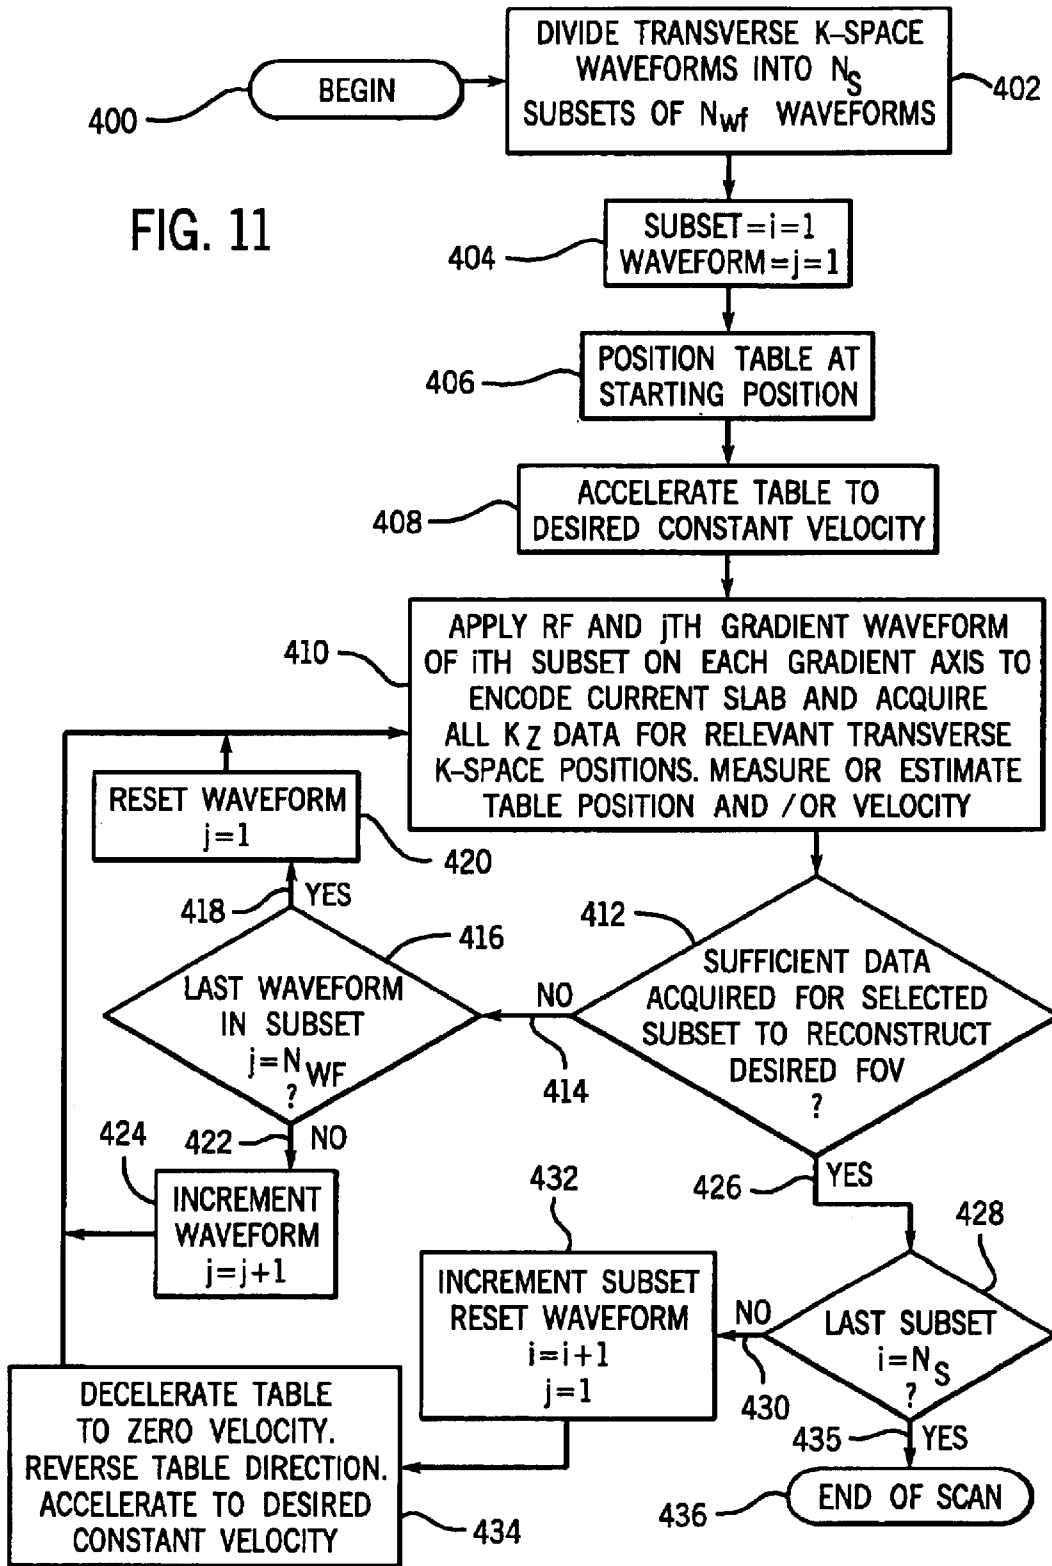 DIVIDE TRANSVERSE K-SPACE
WAVEFORMS INTO NS
SUBSETS OF Nwf WAVEFORMS
402
BEGIN
400
FIG. 11
SUBSET=i=1
WAVEFORM=j=1
404
POSITION TABLE AT
STARTING POSITION
406
ACCELERATE TABLE TO
DESIRED CONSTANT VELOCITY
408
APPLY RF AND jTH GRADIENT WAVEFORM
OF iTH SUBSET ON EACH GRADIENT AXIS TO
ENCODE CURRENT SLAB AND ACQUIRE
ALL KZ DATA FOR RELEVANT TRANSVERSE
K-SPACE POSITIONS. MEASURE OR ESTIMATE
TABLE POSITION AND /OR VELOCITY
410
RESET WAVEFORM
j=1
420
418
YES
416
LAST WAVEFORM
IN SUBSET
j=NWF
?
NO
414
412
SUFFICIENT DATA
ACQUIRED FOR SELECTED
SUBSET TO RECONSTRUCT
DESIRED FOV
?
422
NO
424
INCREMENT
WAVEFORM
j=j+1
426
YES
428
LAST SUBSET
i=NS
?
NO
430
432
INCREMENT SUBSET
RESET WAVEFORM
i=i+1
j=1
DECELERATE TABLE
TO ZERO VELOCITY.
REVERSE TABLE DIRECTION.
ACCELERATE TO DESIRED
CONSTANT VELOCITY
434
435
YES
END OF SCAN
436